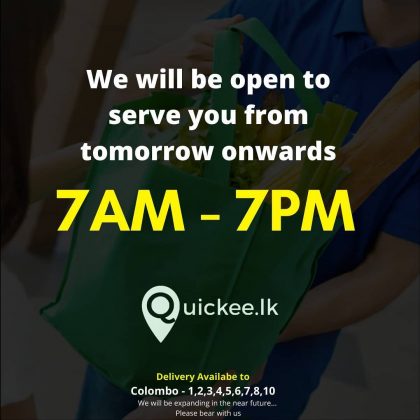 We will be open to
serve you from
tomorrow onwards
7AM – 7PM
Quickee.lk
Delivery Availabe to
Colombo - 1,2,3,4,5,6,7,8,10
We will be expanding in the near future...
Please bear with us